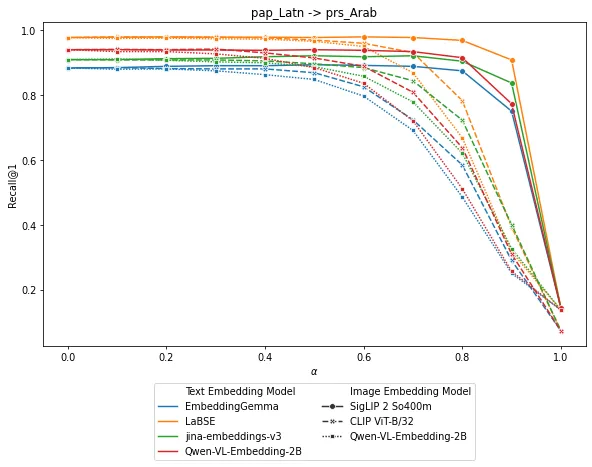 pap_Latn -> prs_Arab
1.0
0.8
0.6
0.4
0.2
Recall@1
0.0 0.2 0.4 0.6 0.8 1.0
α
Text Embedding Model Image Embedding Model
EmbeddingGemma SigLIP 2 So400m
LaBSE CLIP ViT-B/32
jina-embeddings-v3 Qwen-VL-Embedding-2B
Qwen-VL-Embedding-2B